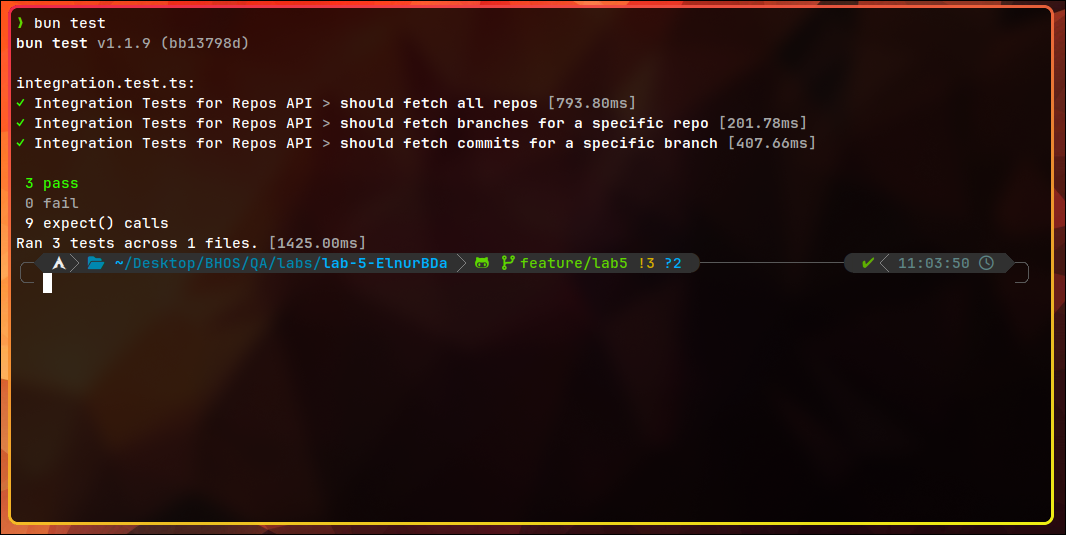 ❯ bun test
bun test v1.1.9 (bb13798d)
integration.test.ts:
✓ Integration Tests for Repos API > should fetch all repos [793.80ms]
✓ Integration Tests for Repos API > should fetch branches for a specific repo [201.78ms]
✓ Integration Tests for Repos API > should fetch commits for a specific branch [407.66ms]
3 pass
0 fail
9 expect() calls
Ran 3 tests across 1 files. [1425.00ms]
~/Desktop/BHOS/QA/labs/lab-5-ElnurBDa feature/lab5 !3 ?2 ✔ 11:03:50